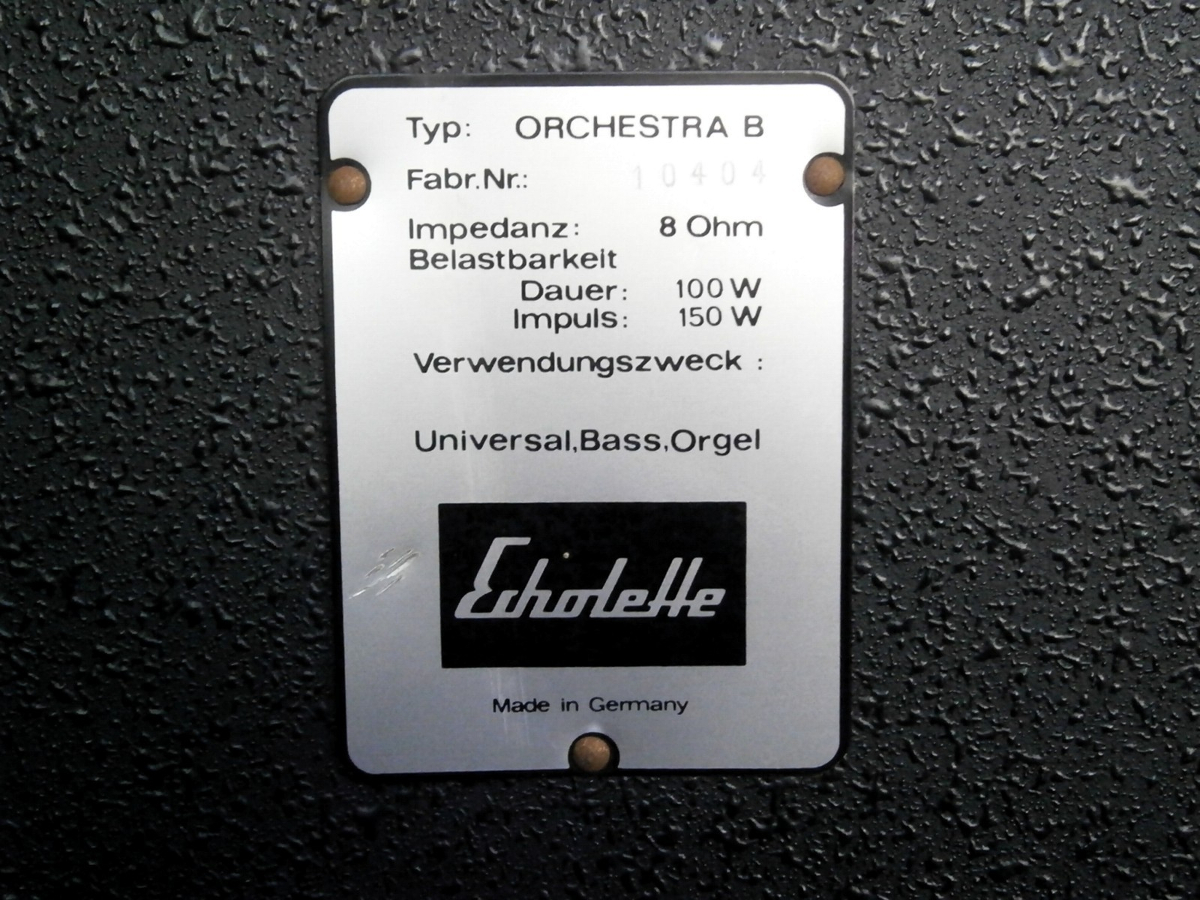 Typ: ORCHESTRA B
Fabr.Nr.: 10404
Impedanz: 8 Ohm
Belastbarkeit
Dauer: 100 W
Impuls: 150 W
Verwendungszweck :
Universal,Bass,Orgel
Echolette
Made in Germany